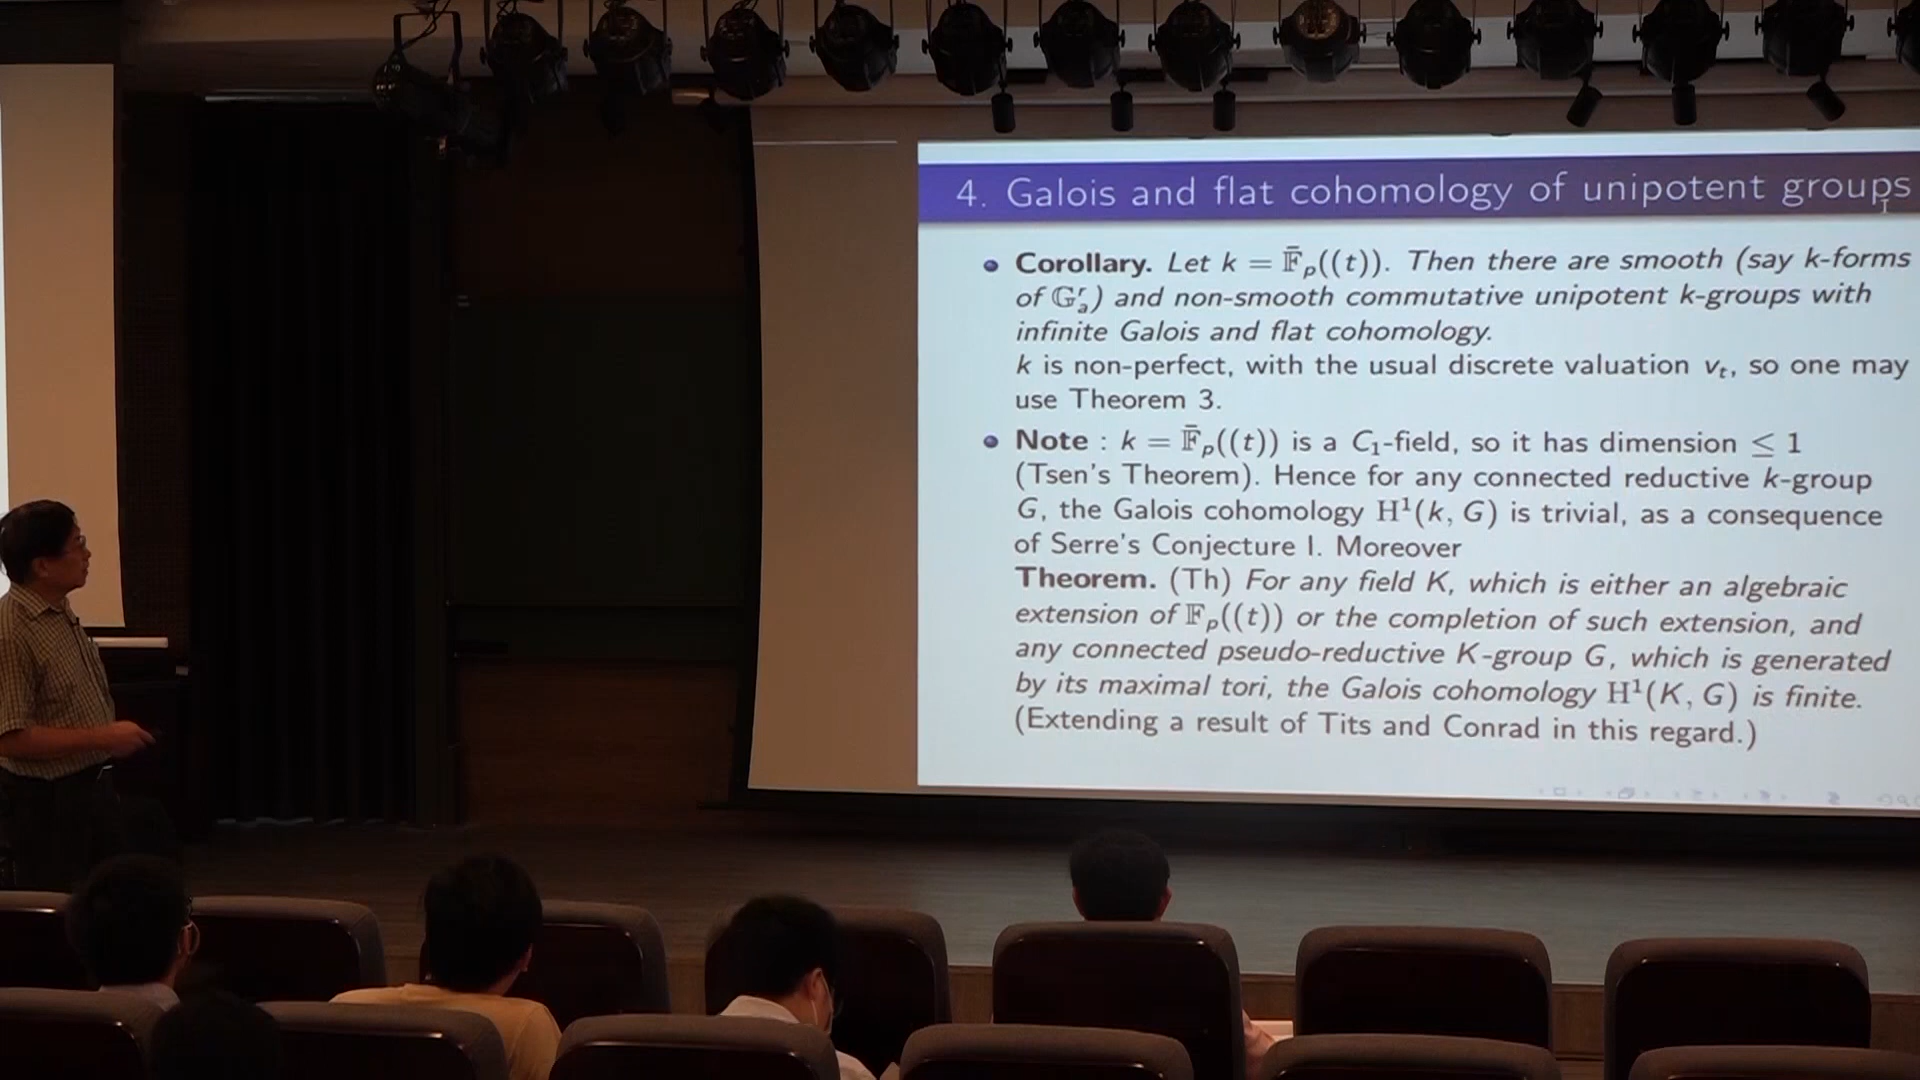 4. Galois and flat cohomology of unipotent groups
Corollary. Let k = F̄ₚ((t)). Then there are smooth (say k-forms
of 𝔾ₐʳ) and non-smooth commutative unipotent k-groups with
infinite Galois and flat cohomology.
k is non-perfect, with the usual discrete valuation vₜ, so one may
use Theorem 3.
Note : k = F̄ₚ((t)) is a C₁-field, so it has dimension ≤ 1
(Tsen's Theorem). Hence for any connected reductive k-group
G, the Galois cohomology H¹(k, G) is trivial, as a consequence
of Serre's Conjecture I. Moreover
Theorem. (Th) For any field K, which is either an algebraic
extension of Fₚ((t)) or the completion of such extension, and
any connected pseudo-reductive K-group G, which is generated
by its maximal tori, the Galois cohomology H¹(K, G) is finite.
(Extending a result of Tits and Conrad in this regard.)